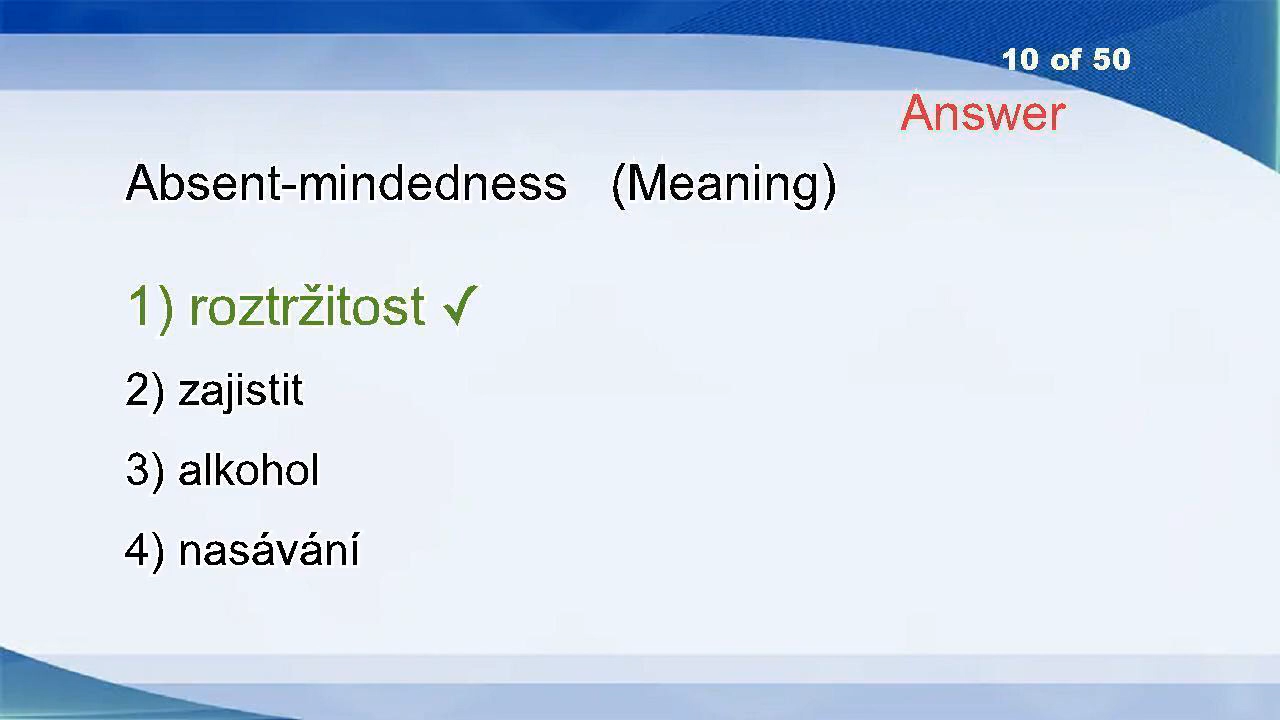 10 of 50
Answer
Absent-mindedness (Meaning)
1) roztržitost ✓
2) zajistit
3) alkohol
4) nasávání